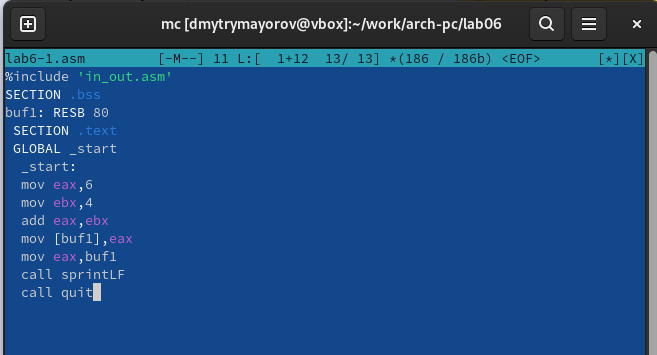 mc [dmytrymayorov@vbox]:~/work/arch-pc/lab06
lab6-1.asm [-M--] 11 L:[ 1+12 13/ 13] *(186 / 186b) <EOF> [*][X]
%include 'in_out.asm'
SECTION .bss
buf1: RESB 80
SECTION .text
GLOBAL _start
_start:
mov eax,6
mov ebx,4
add eax,ebx
mov [buf1],eax
mov eax,buf1
call sprintLF
call quit